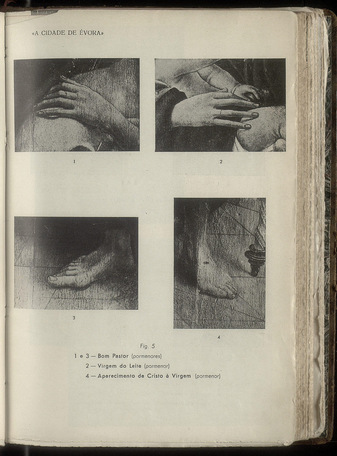 «A CIDADE DE ÉVORA»
1
2
3
4
Fig. 5
1 e 3 — Bom Pastor (pormenores)
2 — Virgem do Leite (pormenor)
4 — Aparecimento de Cristo à Virgem (pormenor)